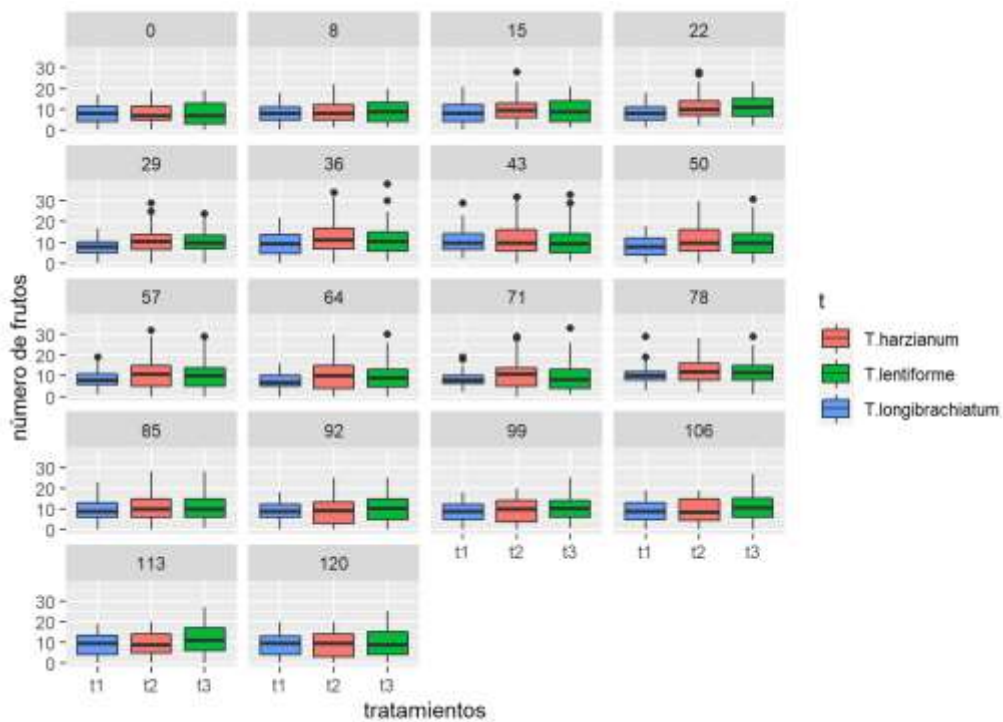 0 8 15 22
30
20
10
0
29 36 43 50
30
20
10
0
57 64 71 78
30
20
10
0
85 92 99 106
30
20
10
0
t1 t2 t3 t1 t2 t3
113 120
30
20
10
0
t1 t2 t3 t1 t2 t3
tratamientos
número de frutos
t
T.harzianum
T.lentiforme
T.longibrachiatum